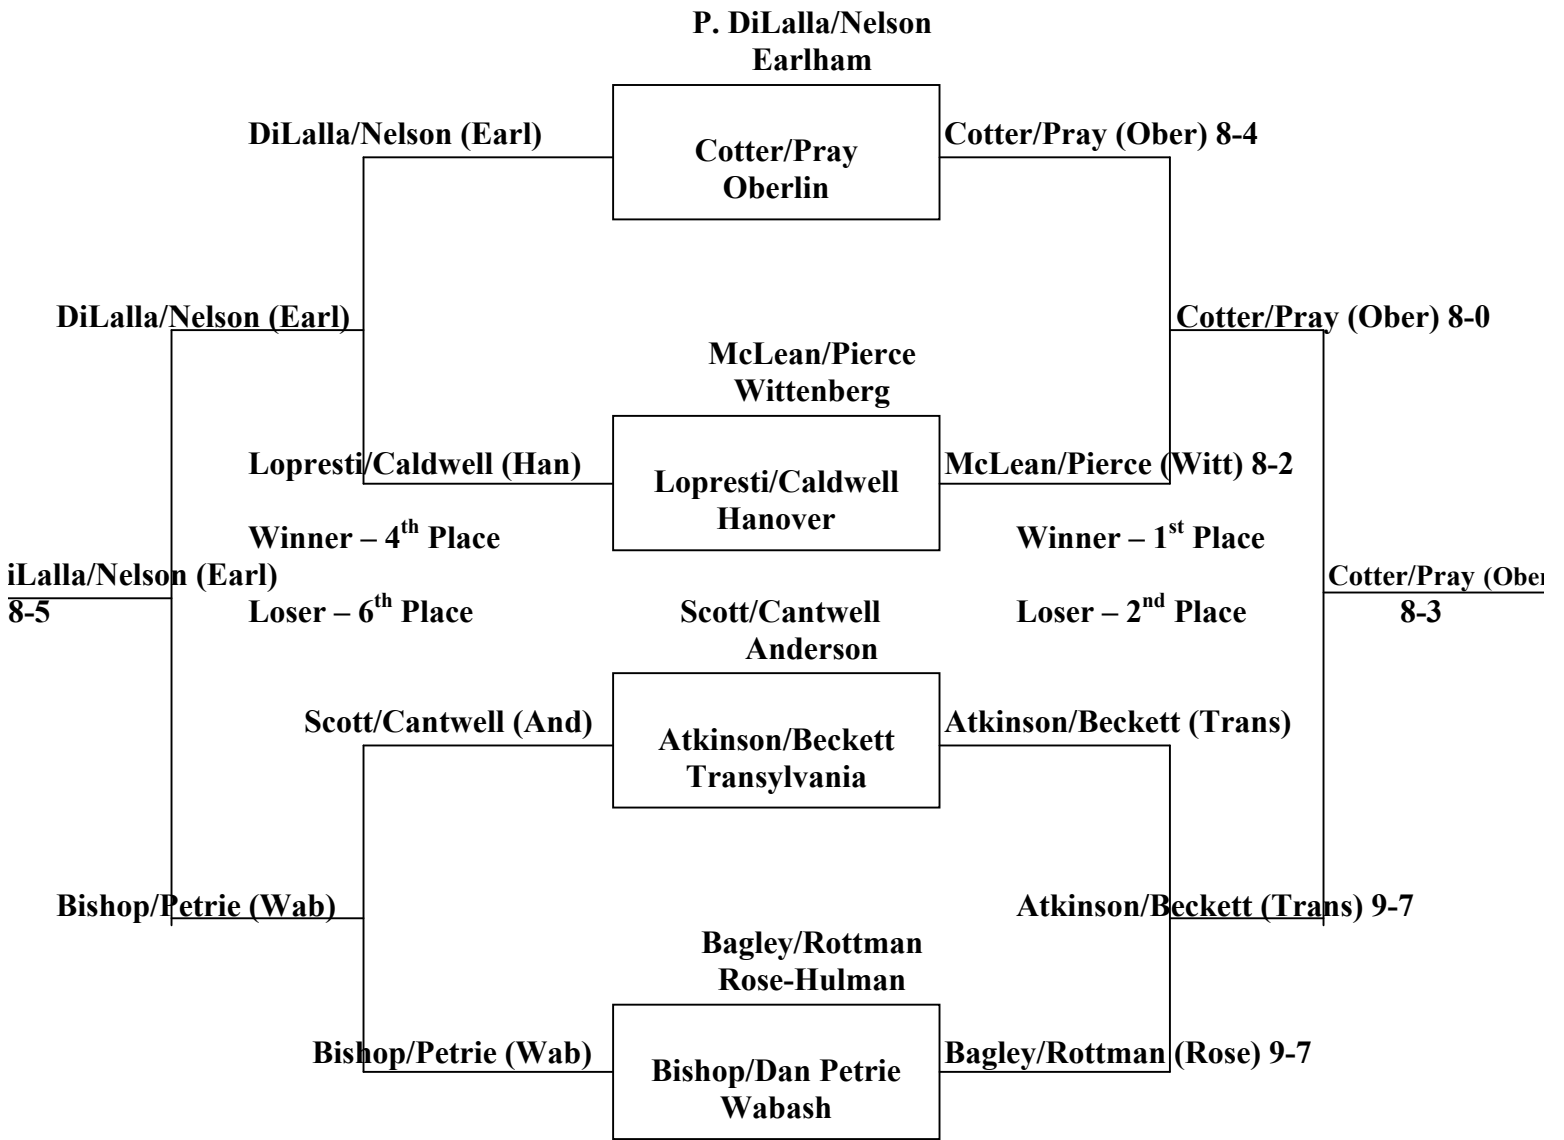 P. DiLalla/Nelson
Earlham
DiLalla/Nelson (Earl)
Cotter/Pray (Ober) 8-4
Cotter/Pray
Oberlin
DiLalla/Nelson (Earl)
Cotter/Pray (Ober) 8-0
McLean/Pierce
Wittenberg
Lopresti/Caldwell (Han)
McLean/Pierce (Witt) 8-2
Lopresti/Caldwell
Hanover
Winner – 4th Place
Winner – 1st Place
iLalla/Nelson (Earl)
8-5
Cotter/Pray (Ober
8-3
Loser – 6th Place
Loser – 2nd Place
Scott/Cantwell
Anderson
Scott/Cantwell (And)
Atkinson/Beckett (Trans)
Atkinson/Beckett
Transylvania
Bishop/Petrie (Wab)
Atkinson/Beckett (Trans) 9-7
Bagley/Rottman
Rose-Hulman
Bishop/Petrie (Wab)
Bagley/Rottman (Rose) 9-7
Bishop/Dan Petrie
Wabash